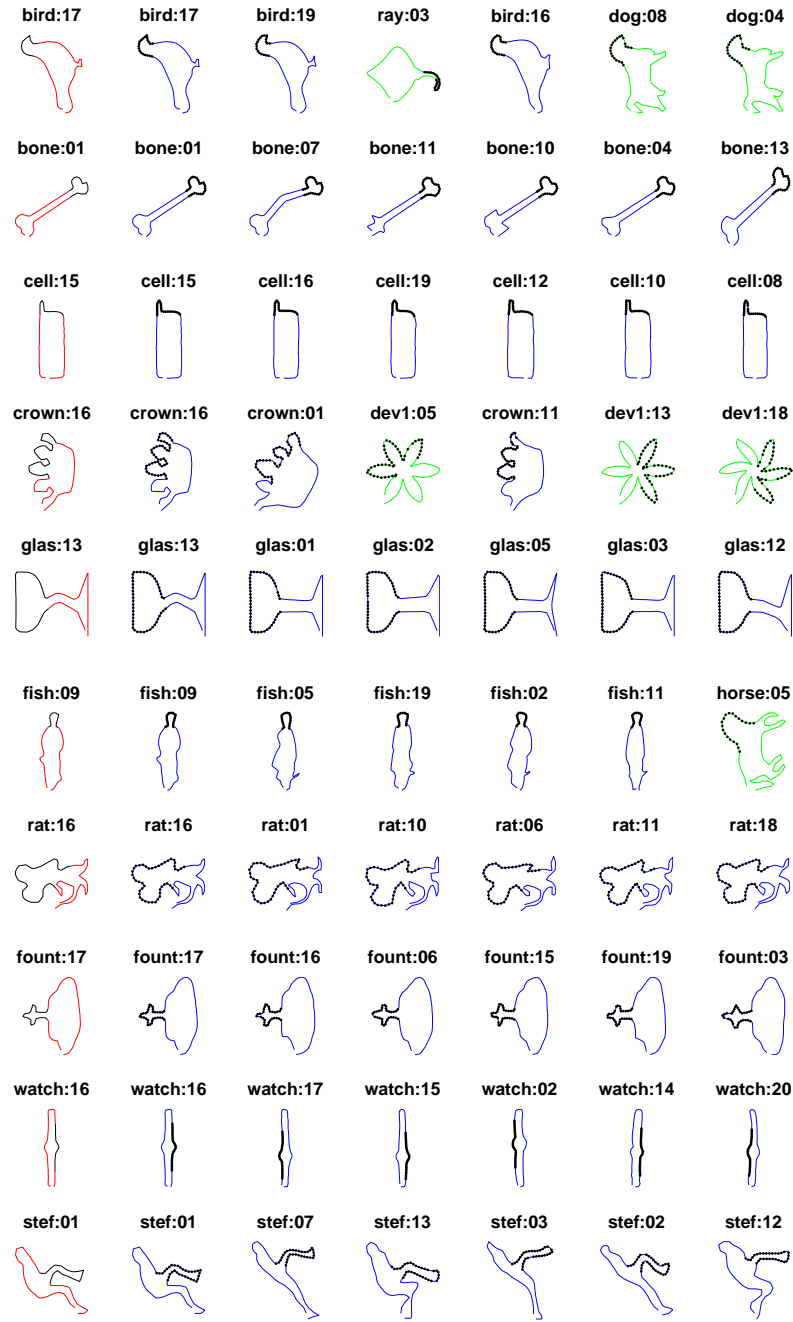 bird:17 bird:17 bird:19 ray:03 bird:16 dog:08 dog:04
bone:01 bone:01 bone:07 bone:11 bone:10 bone:04 bone:13
cell:15 cell:15 cell:16 cell:19 cell:12 cell:10 cell:08
crown:16 crown:16 crown:01 dev1:05 crown:11 dev1:13 dev1:18
glas:13 glas:13 glas:01 glas:02 glas:05 glas:03 glas:12
fish:09 fish:09 fish:05 fish:19 fish:02 fish:11 horse:05
rat:16 rat:16 rat:01 rat:10 rat:06 rat:11 rat:18
fount:17 fount:17 fount:16 fount:06 fount:15 fount:19 fount:03
watch:16 watch:16 watch:17 watch:15 watch:02 watch:14 watch:20
stef:01 stef:01 stef:07 stef:13 stef:03 stef:02 stef:12